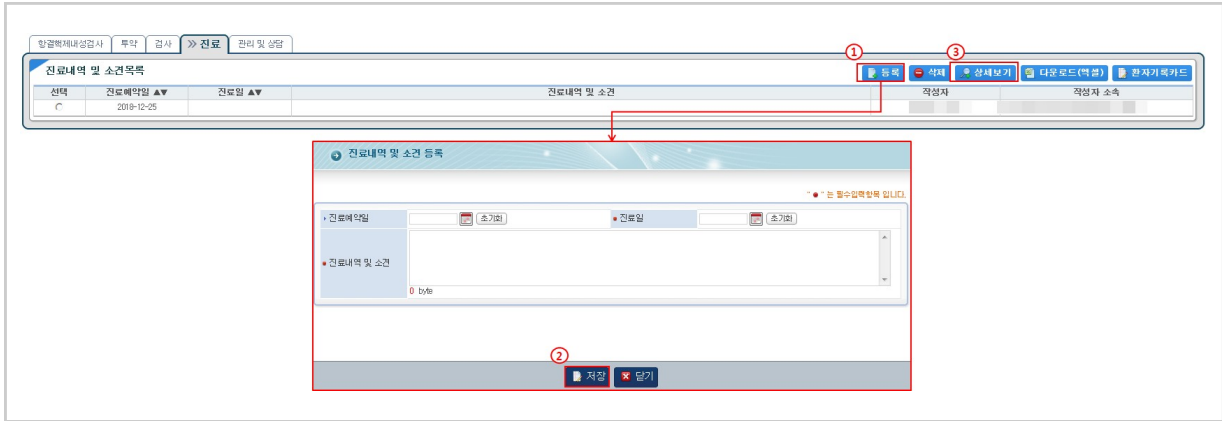 항결핵제내성검사 투약 검사 진료 관리 및 상담
① ③
진료내역 및 소견목록 등록 삭제 상세보기 다운로드(엑셀) 환자기록카드
선택 진료예약일 ▲▼ 진료일 ▲▼ 진료내역 및 소견 작성자 작성자 소속
2018-12-25
진료내역 및 소견 등록
" ● " 는 필수입력항목 입니다.
진료예약일 초기화 ● 진료일 초기화
● 진료내역 및 소견
0 byte
②
저장 닫기